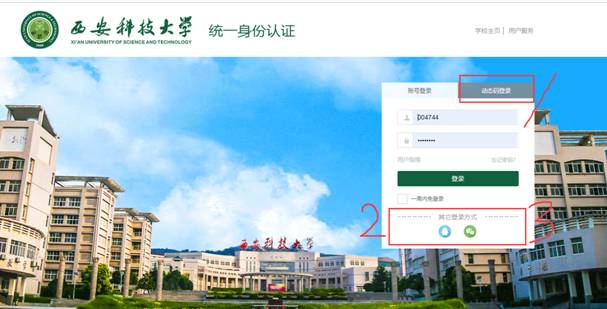 西安科技大学 统一身份认证
XI'AN UNIVERSITY OF SCIENCE AND TECHNOLOGY
学校主页 | 用户服务
账号登录 动态码登录
1
004744
••••••••
用户指南 忘记密码?
登录
一周内免登录
2 其它登录方式 3
西安科技大学